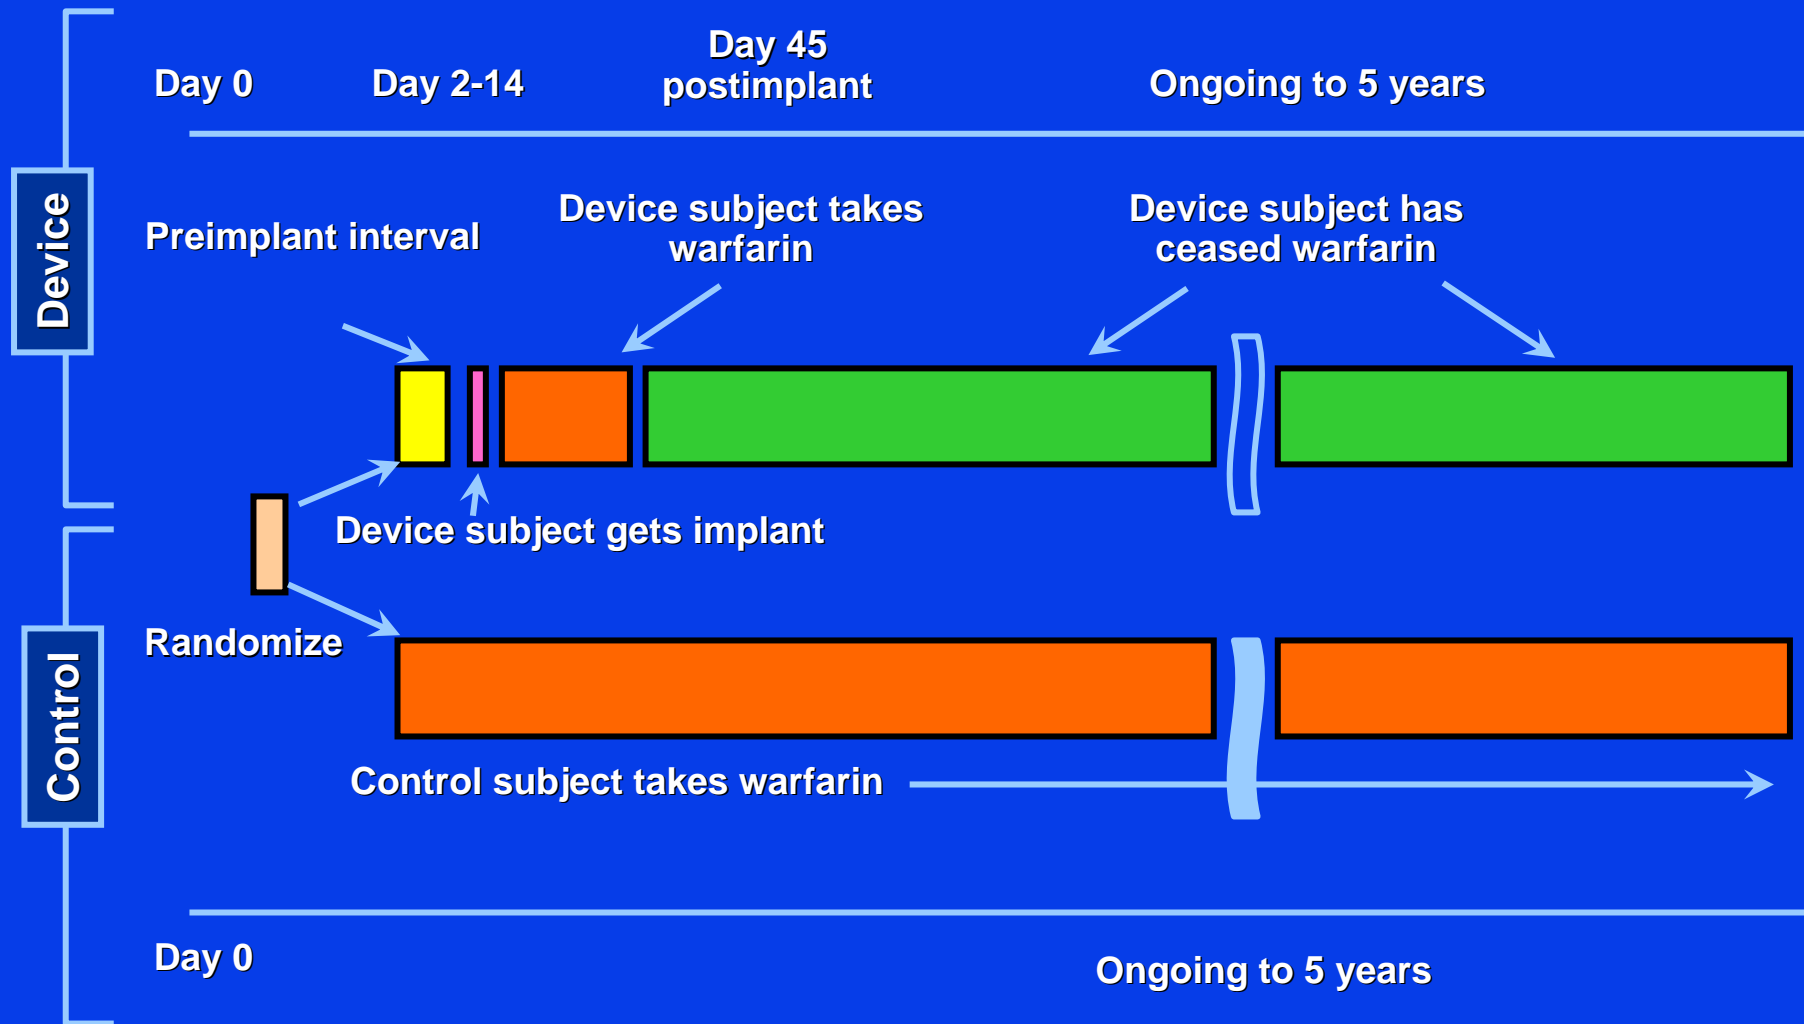 Day 0
Day 2-14
Day 45
postimplant
Ongoing to 5 years
Device
Preimplant interval
Device subject takes
warfarin
Device subject has
ceased warfarin
Device subject gets implant
Randomize
Control
Control subject takes warfarin
Day 0
Ongoing to 5 years